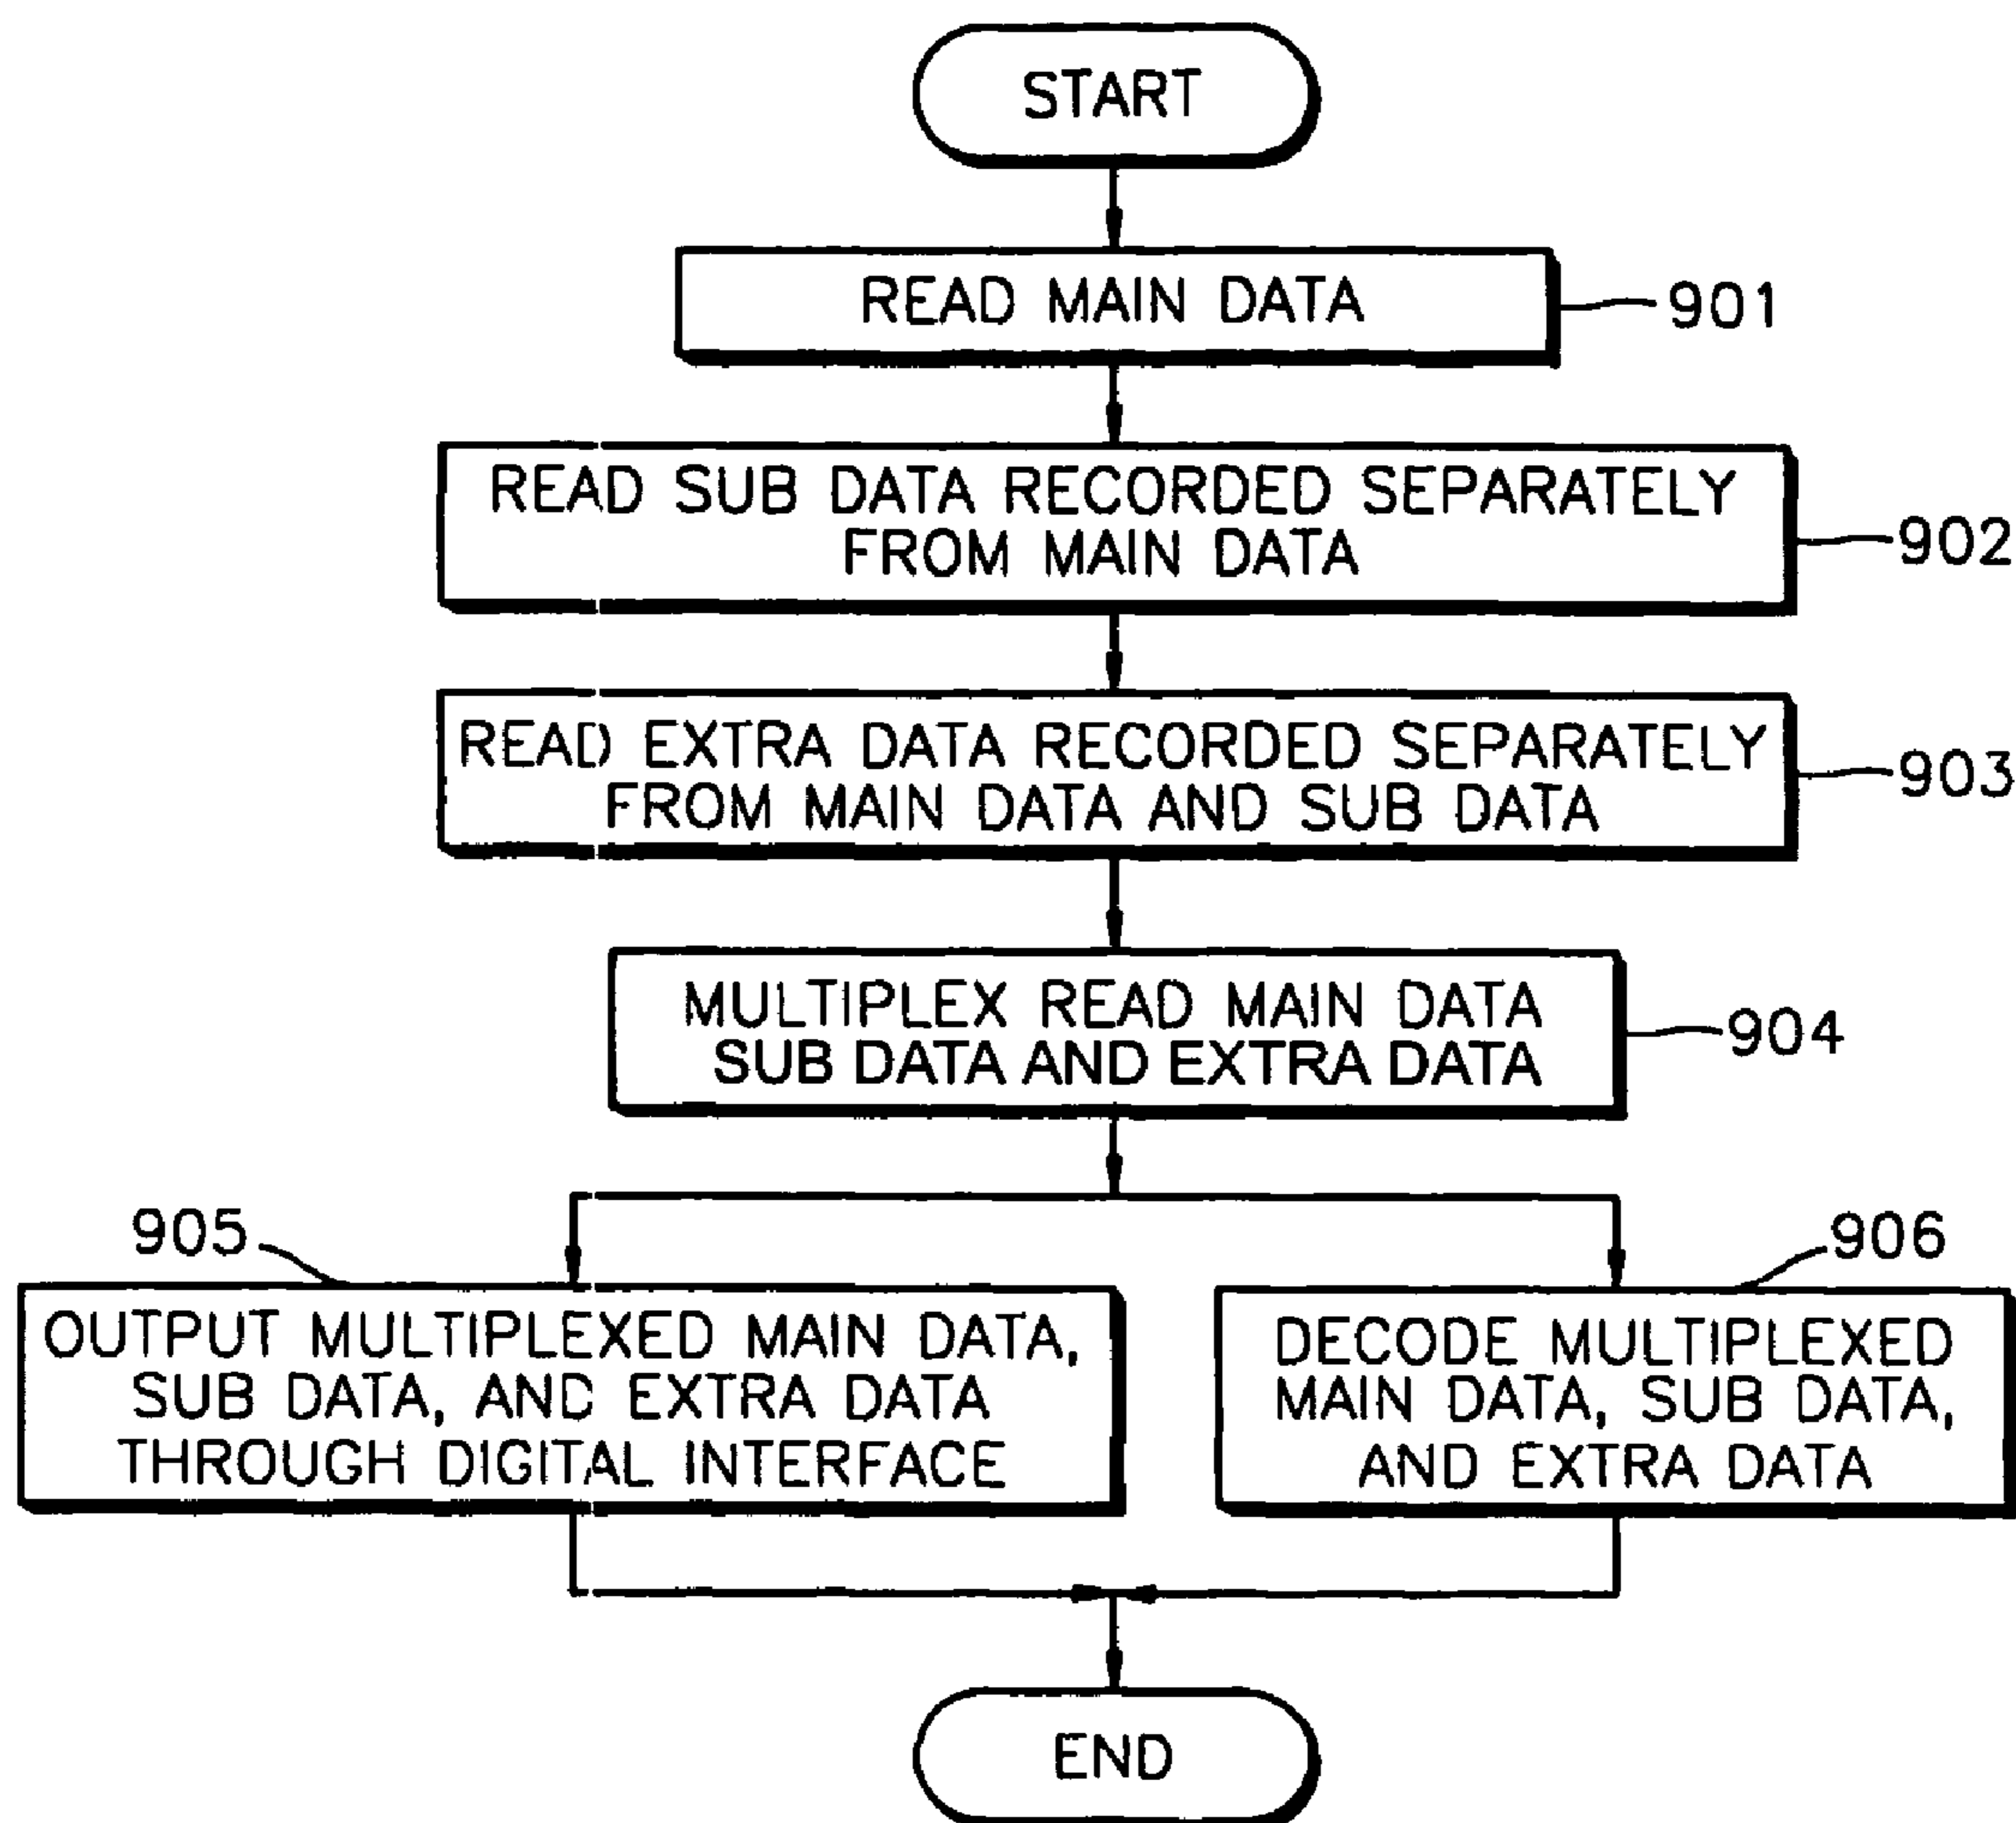 START
READ MAIN DATA
901
READ SUB DATA RECORDED SEPARATELY
FROM MAIN DATA
902
READ EXTRA DATA RECORDED SEPARATELY
FROM MAIN DATA AND SUB DATA
903
MULTIPLEX READ MAIN DATA
SUB DATA AND EXTRA DATA
904
905
OUTPUT MULTIPLEXED MAIN DATA,
SUB DATA, AND EXTRA DATA
THROUGH DIGITAL INTERFACE
906
DECODE MULTIPLEXED
MAIN DATA, SUB DATA,
AND EXTRA DATA
END